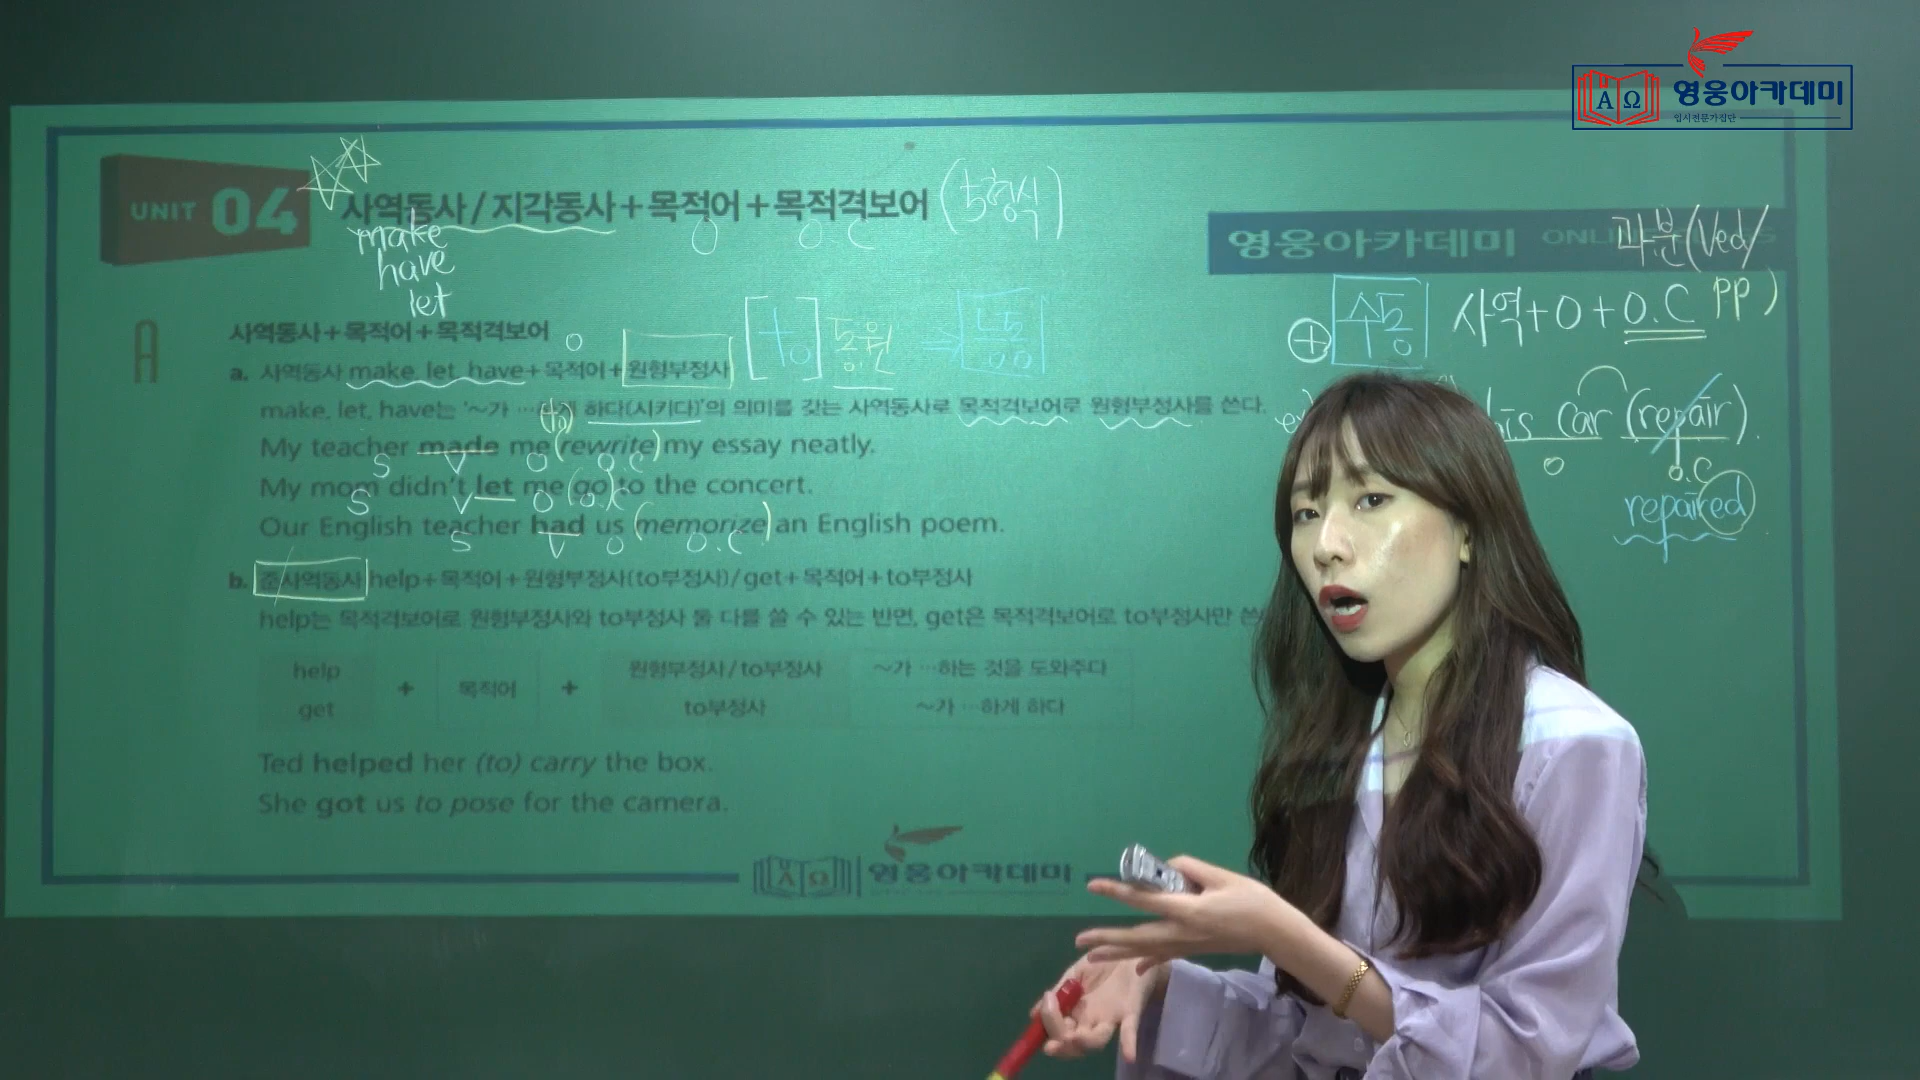 영웅아카데미
입시전문가집단
UNIT 04
사역동사 / 지각동사 + 목적어 + 목적격보어 (5형식)
O O.C
make
have
let
영웅아카데미 ONLINE
과분(Ved/
pp)
⊕ 수동 사역+O+O.C
his car (repair).
O O.C
repaired
A
사역동사 + 목적어 + 목적격보어
O [to] 동원 ⇒ 능동
a. 사역동사 make, let, have + 목적어 + 원형부정사
make, let, have는 '~가 …하게 하다(시키다)'의 의미를 갖는 사역동사로 목적격보어로 원형부정사를 쓴다.
(to)
My teacher made me (rewrite) my essay neatly.
S V O O.C
My mom didn't let me go to the concert.
S V O O.C
Our English teacher had us (memorize) an English poem.
S V O O.C
b. 준사역동사 help + 목적어 + 원형부정사(to부정사) / get + 목적어 + to부정사
help는 목적격보어로 원형부정사와 to부정사 둘 다를 쓸 수 있는 반면, get은 목적격보어로 to부정사만
help + 목적어 + 원형부정사 / to부정사 ~가 …하는 것을 도와주다
get to부정사 ~가 …하게 하다
Ted helped her (to) carry the box.
She got us to pose for the camera.
영웅아카데미